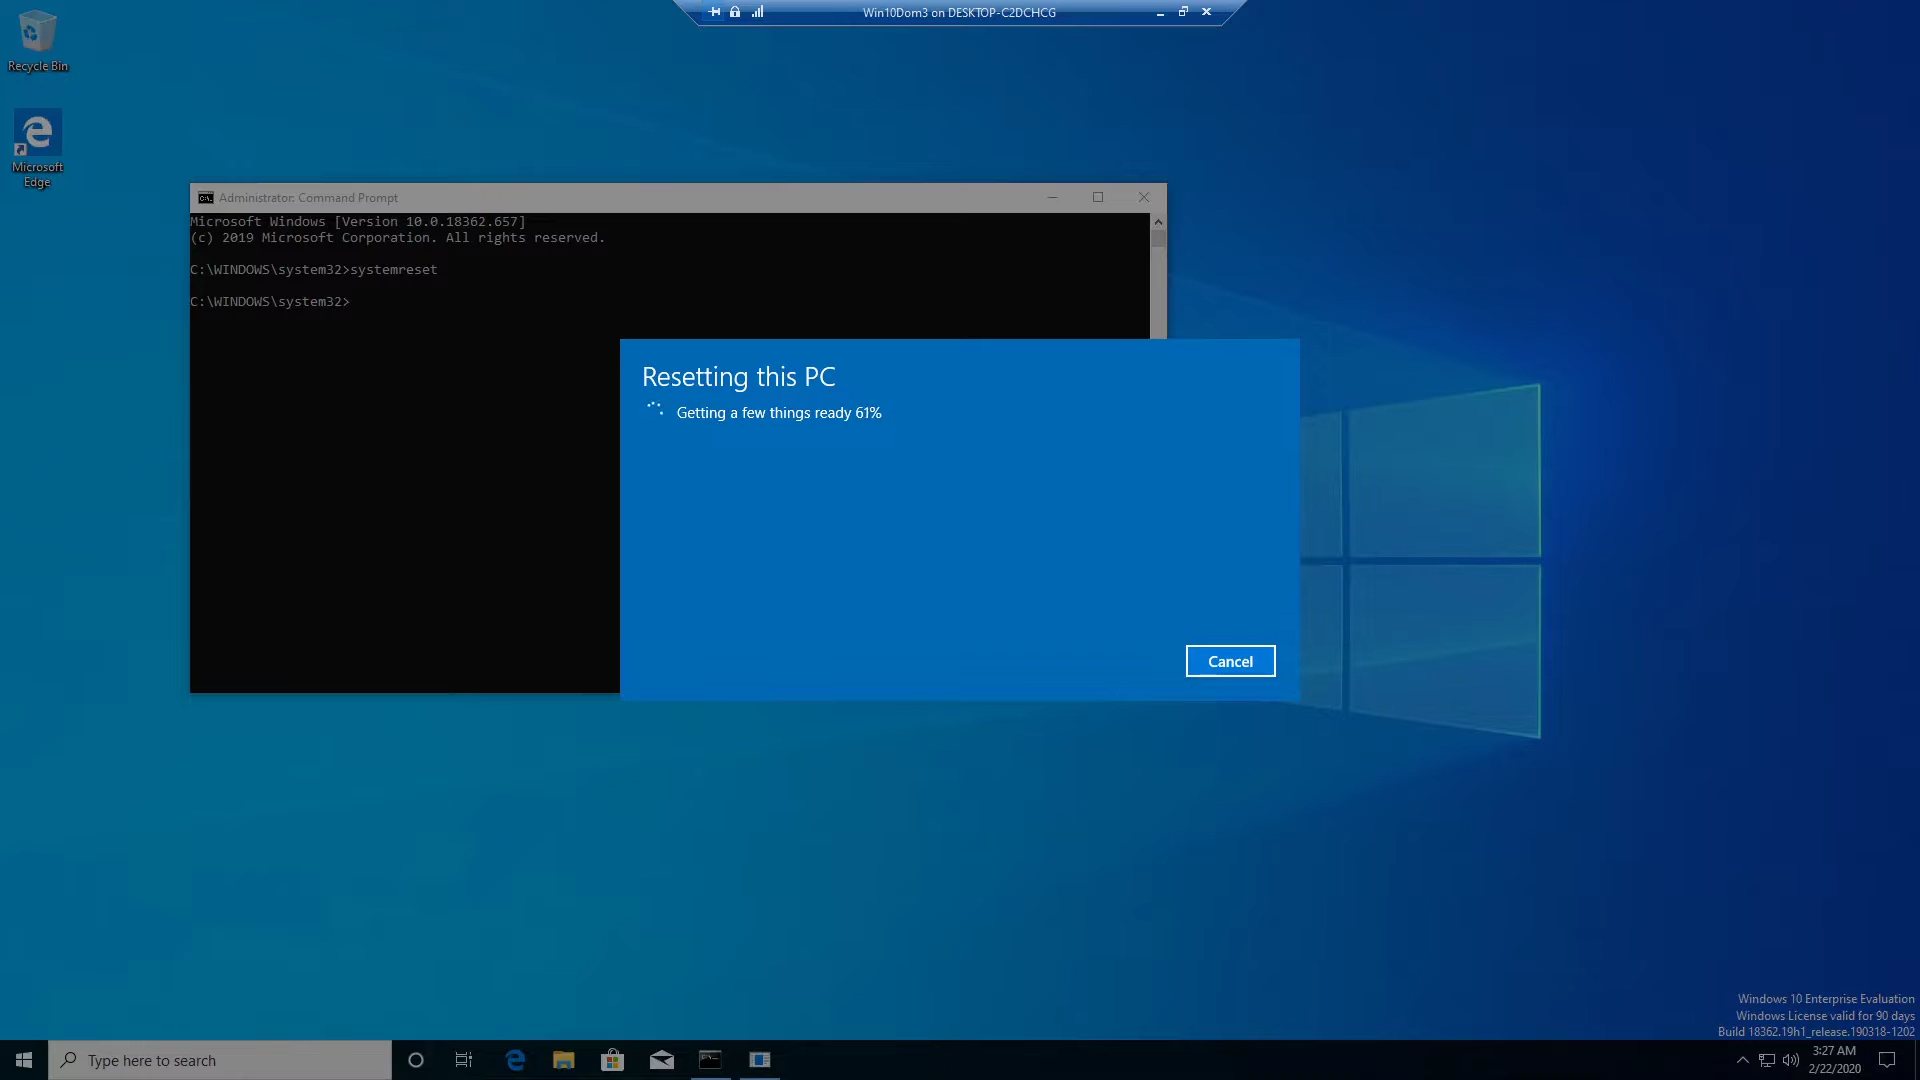 Win10Dom3 on DESKTOP-C2DCHCG
Recycle Bin
Microsoft
Edge
Administrator: Command Prompt
Microsoft Windows [Version 10.0.18362.657]
(c) 2019 Microsoft Corporation. All rights reserved.
C:\WINDOWS\system32>systemreset
C:\WINDOWS\system32>
Resetting this PC
Getting a few things ready 61%
Cancel
Windows 10 Enterprise Evaluation
Windows License valid for 90 days
Build 18362.19h1_release.190318-1202
Type here to search
3:27 AM
2/22/2020